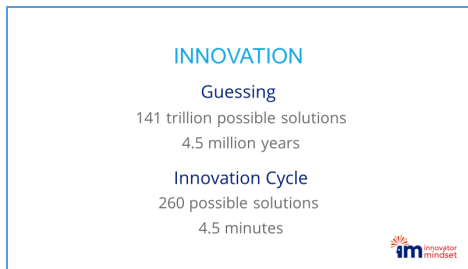 INNOVATION
Guessing
141 trillion possible solutions
4.5 million years
Innovation Cycle
260 possible solutions
4.5 minutes
im innovator
mindset